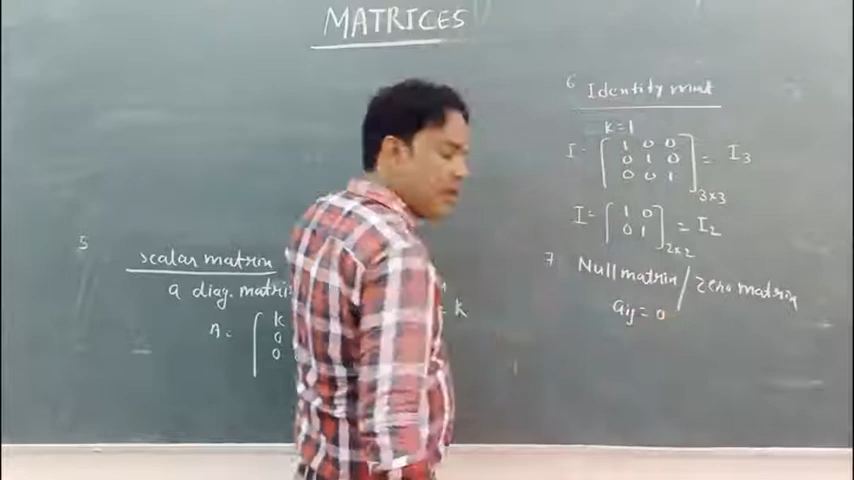 MATRICES
5
scalar matrix
a diag. matri
A = [ K
0
0
= K
6 Identity mat
K=1
I = [ 1 0 0
0 1 0
0 0 1 ] 3×3 = I3
I = [ 1 0
0 1 ] 2×2 = I2
7 Null matrix / Zero matrix
aij = 0